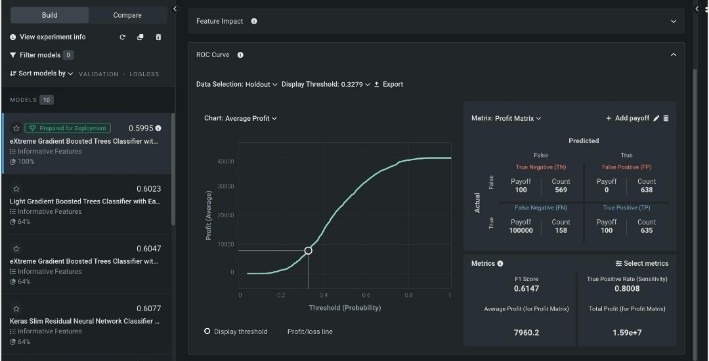 Build
Compare
View experiment info
Filter models 0
Sort models by VALIDATION · LOGLOSS
MODELS 10
Prepared for Deployment 0.5995
eXtreme Gradient Boosted Trees Classifier wit...
Informative Features
100%
0.6023
Light Gradient Boosted Trees Classifier with Ea...
Informative Features
64%
0.6047
eXtreme Gradient Boosted Trees Classifier wit...
Informative Features
64%
0.6077
Keras Slim Residual Neural Network Classifier ...
Informative Features
64%
Feature Impact
ROC Curve
Data Selection: Holdout Display Threshold: 0.3279 Export
Chart: Average Profit
Profit (Average)
40000
30000
20000
10000
0
0 0.2 0.4 0.6 0.8 1
Threshold (Probability)
Display threshold Profit/loss line
Matrix: Profit Matrix + Add payoff
Predicted
False True
Actual
False
True Negative (TN)
Payoff Count
100 569
False Positive (FP)
Payoff Count
0 638
True
False Negative (FN)
Payoff Count
100000 158
True Positive (TP)
Payoff Count
100 635
Metrics Select metrics
F1 Score
0.6147
True Positive Rate (Sensitivity)
0.8008
Average Profit (for Profit Matrix)
7960.2
Total Profit (for Profit Matrix)
1.59e+7